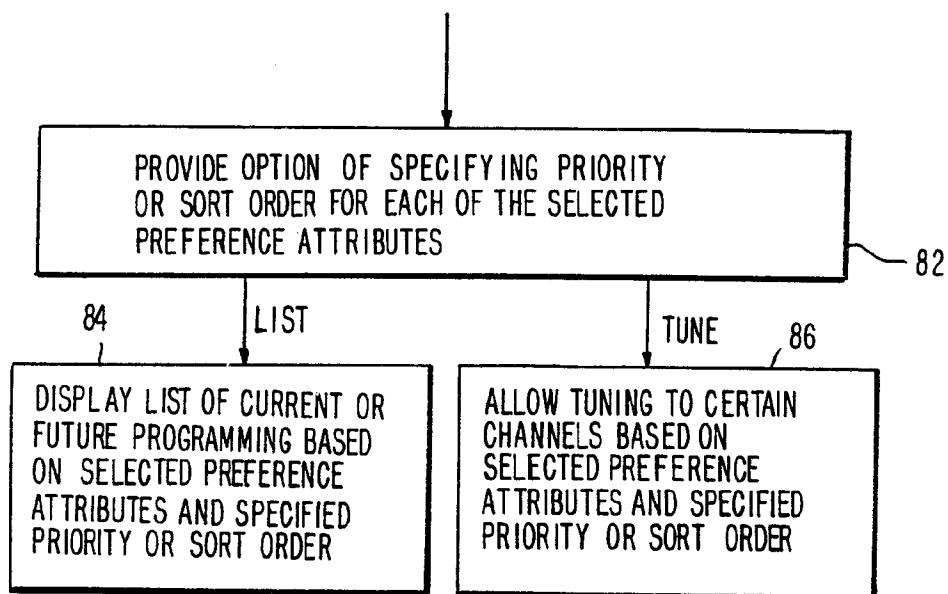 PROVIDE OPTION OF SPECIFYING PRIORITY
OR SORT ORDER FOR EACH OF THE SELECTED
PREFERENCE ATTRIBUTES
82
84
LIST
TUNE
86
DISPLAY LIST OF CURRENT OR
FUTURE PROGRAMMING BASED
ON SELECTED PREFERENCE
ATTRIBUTES AND SPECIFIED
PRIORITY OR SORT ORDER
ALLOW TUNING TO CERTAIN
CHANNELS BASED ON
SELECTED PREFERENCE
ATTRIBUTES AND SPECIFIED
PRIORITY OR SORT ORDER